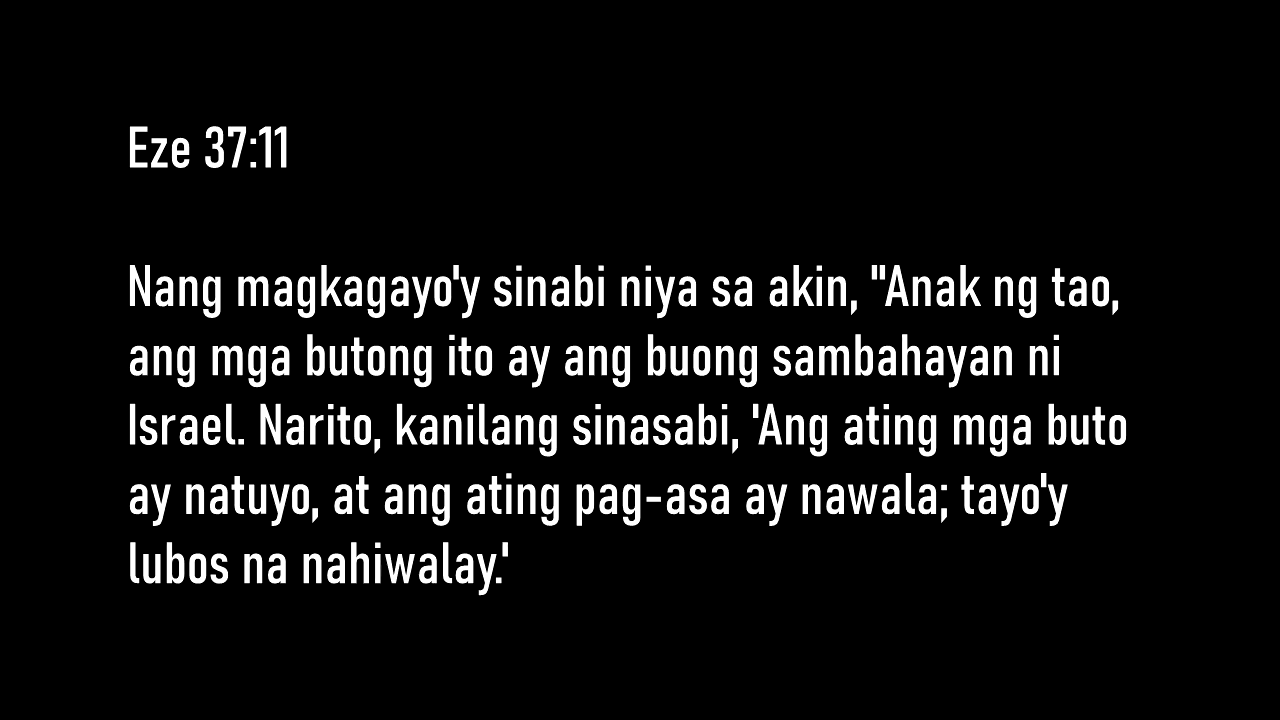 Eze 37:11
Nang magkagayo'y sinabi niya sa akin, "Anak ng tao,
ang mga butong ito ay ang buong sambahayan ni
Israel. Narito, kanilang sinasabi, 'Ang ating mga buto
ay natuyo, at ang ating pag-asa ay nawala; tayo'y
lubos na nahiwalay.'